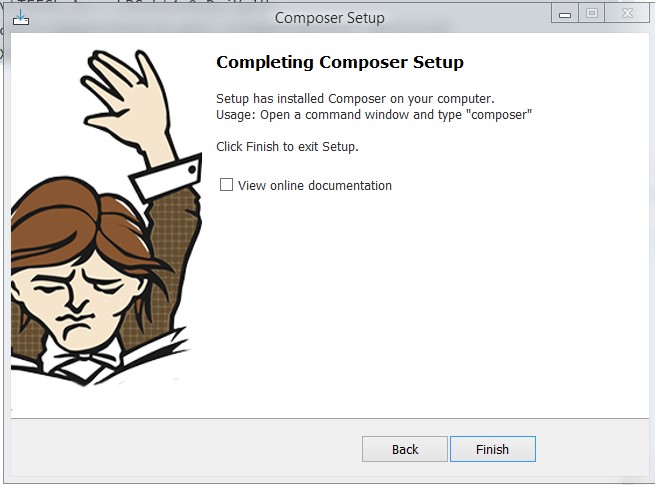 Composer Setup
Completing Composer Setup
Setup has installed Composer on your computer.
Usage: Open a command window and type "composer"
Click Finish to exit Setup.
View online documentation
Back
Finish